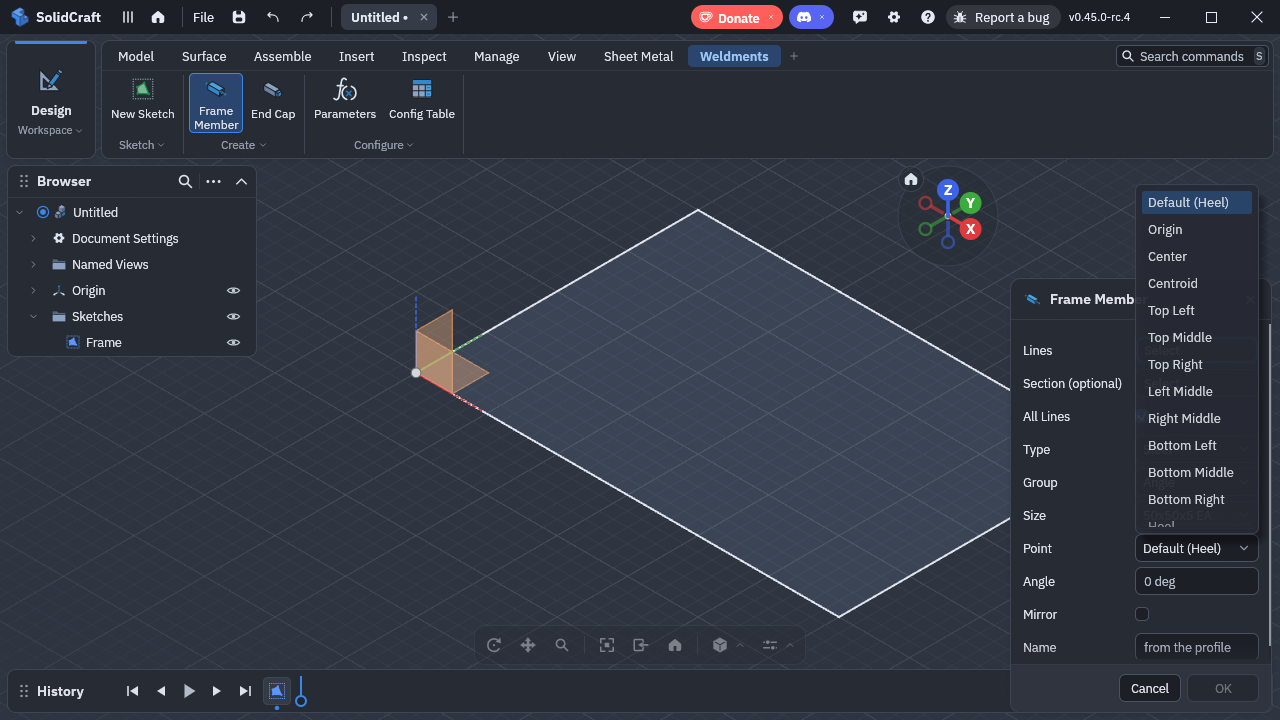 SolidCraft
File
Untitled •
Donate
Report a bug
v0.45.0-rc.4
Design
Workspace
Model
Surface
Assemble
Insert
Inspect
Manage
View
Sheet Metal
Weldments
Search commands
S
New Sketch
Frame
Member
End Cap
Parameters
Config Table
Sketch
Create
Configure
Browser
Untitled
Document Settings
Named Views
Origin
Sketches
Frame
Z
Y
X
Frame Memb
Lines
Section (optional)
All Lines
Type
Group
Size
Point
Default (Heel)
Angle
0 deg
Mirror
Name
from the profile
Cancel
OK
Default (Heel)
Origin
Center
Centroid
Top Left
Top Middle
Top Right
Left Middle
Right Middle
Bottom Left
Bottom Middle
Bottom Right
Heel
History